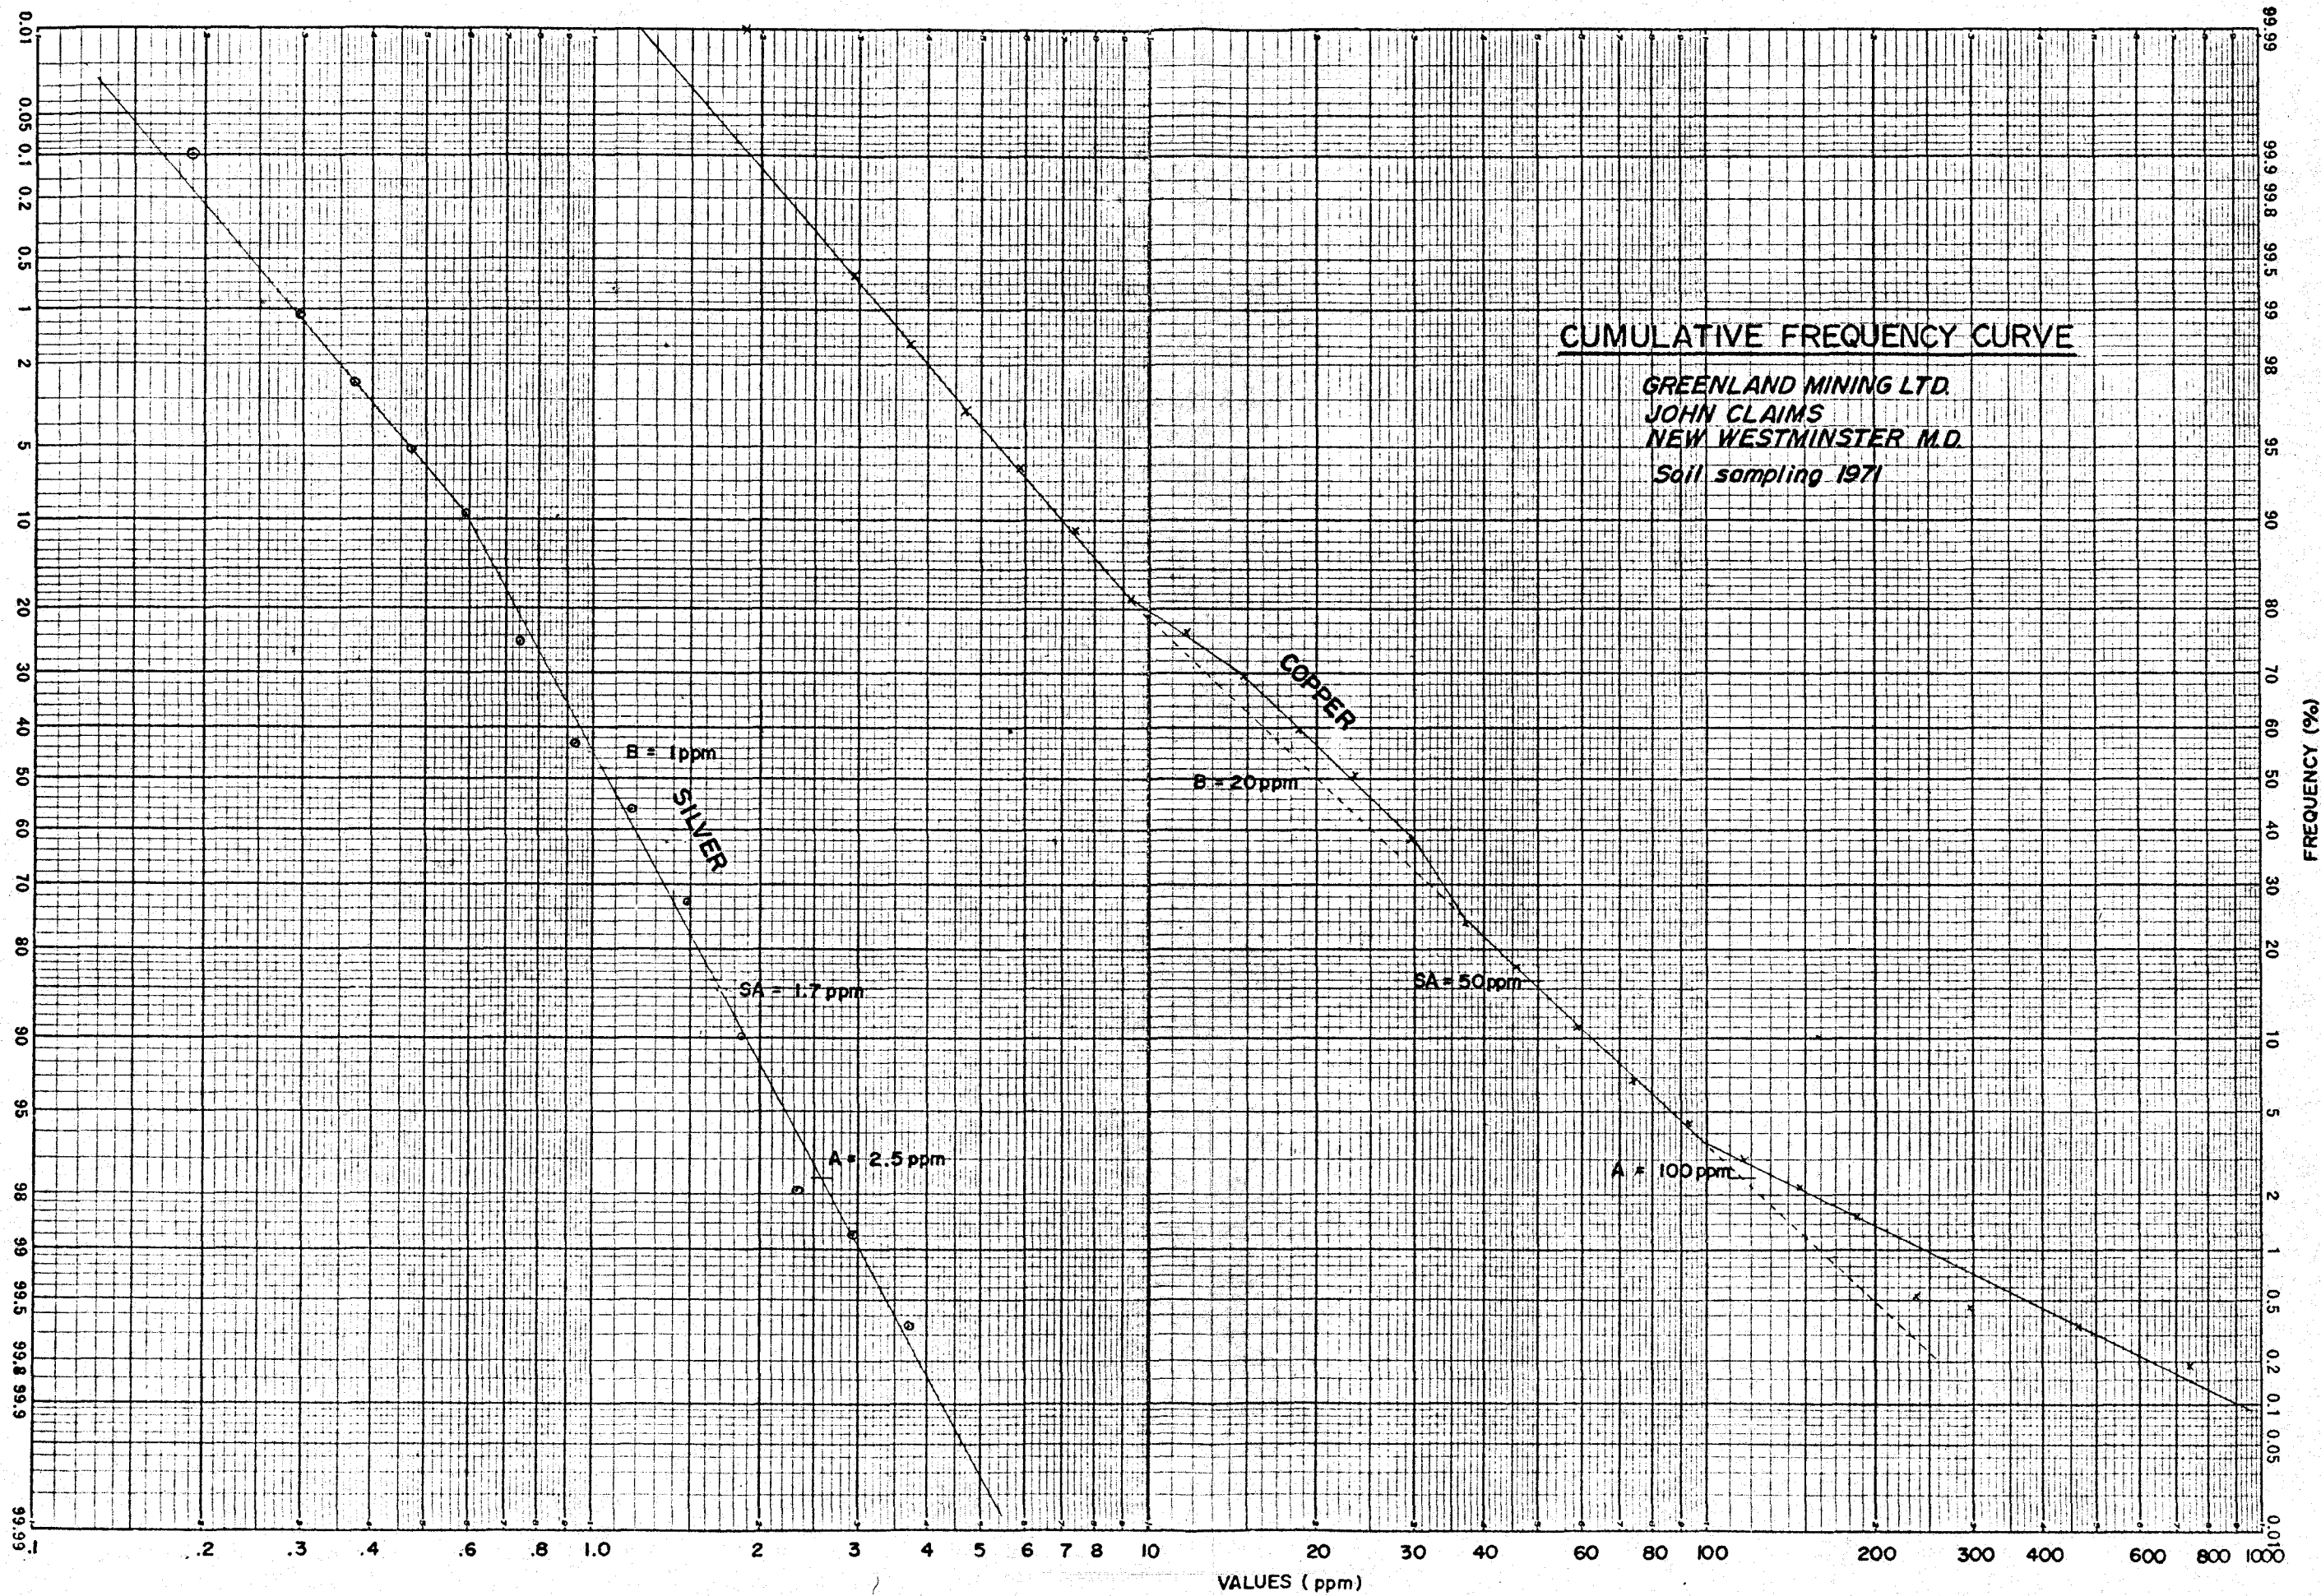 CUMULATIVE FREQUENCY CURVE
GREENLAND MINING LTD.
JOHN CLAIMS
NEW WESTMINSTER M.D.
Soil sampling 1971
COPPER
SILVER
B = 1 ppm
B = 20 ppm
SA = 1.7 ppm
SA = 50 ppm
A = 2.5 ppm
A = 100 ppm
0.01
0.05
0.1
0.2
0.5
1
2
5
10
20
30
40
50
60
70
80
90
95
98
99
99.5
99.8
99.9
99.99
99.9
99.8
99.5
99
98
95
90
80
70
60
50
40
30
20
10
5
2
1
0.5
0.2
0.1
0.05
0.01
FREQUENCY (%)
.1 .2 .3 .4 .6 .8 1.0 2 3 4 5 6 7 8 10 20 30 40 60 80 100 200 300 400 600 800 1000
VALUES ( ppm)